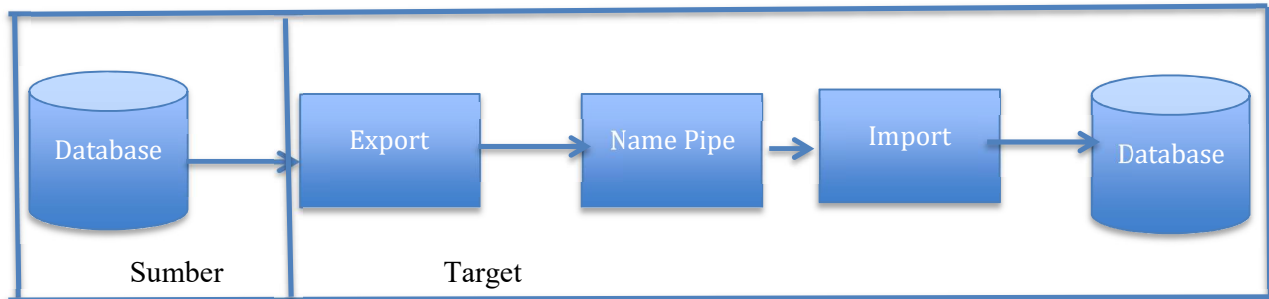 Database
Export
Name Pipe
Import
Database
Sumber
Target